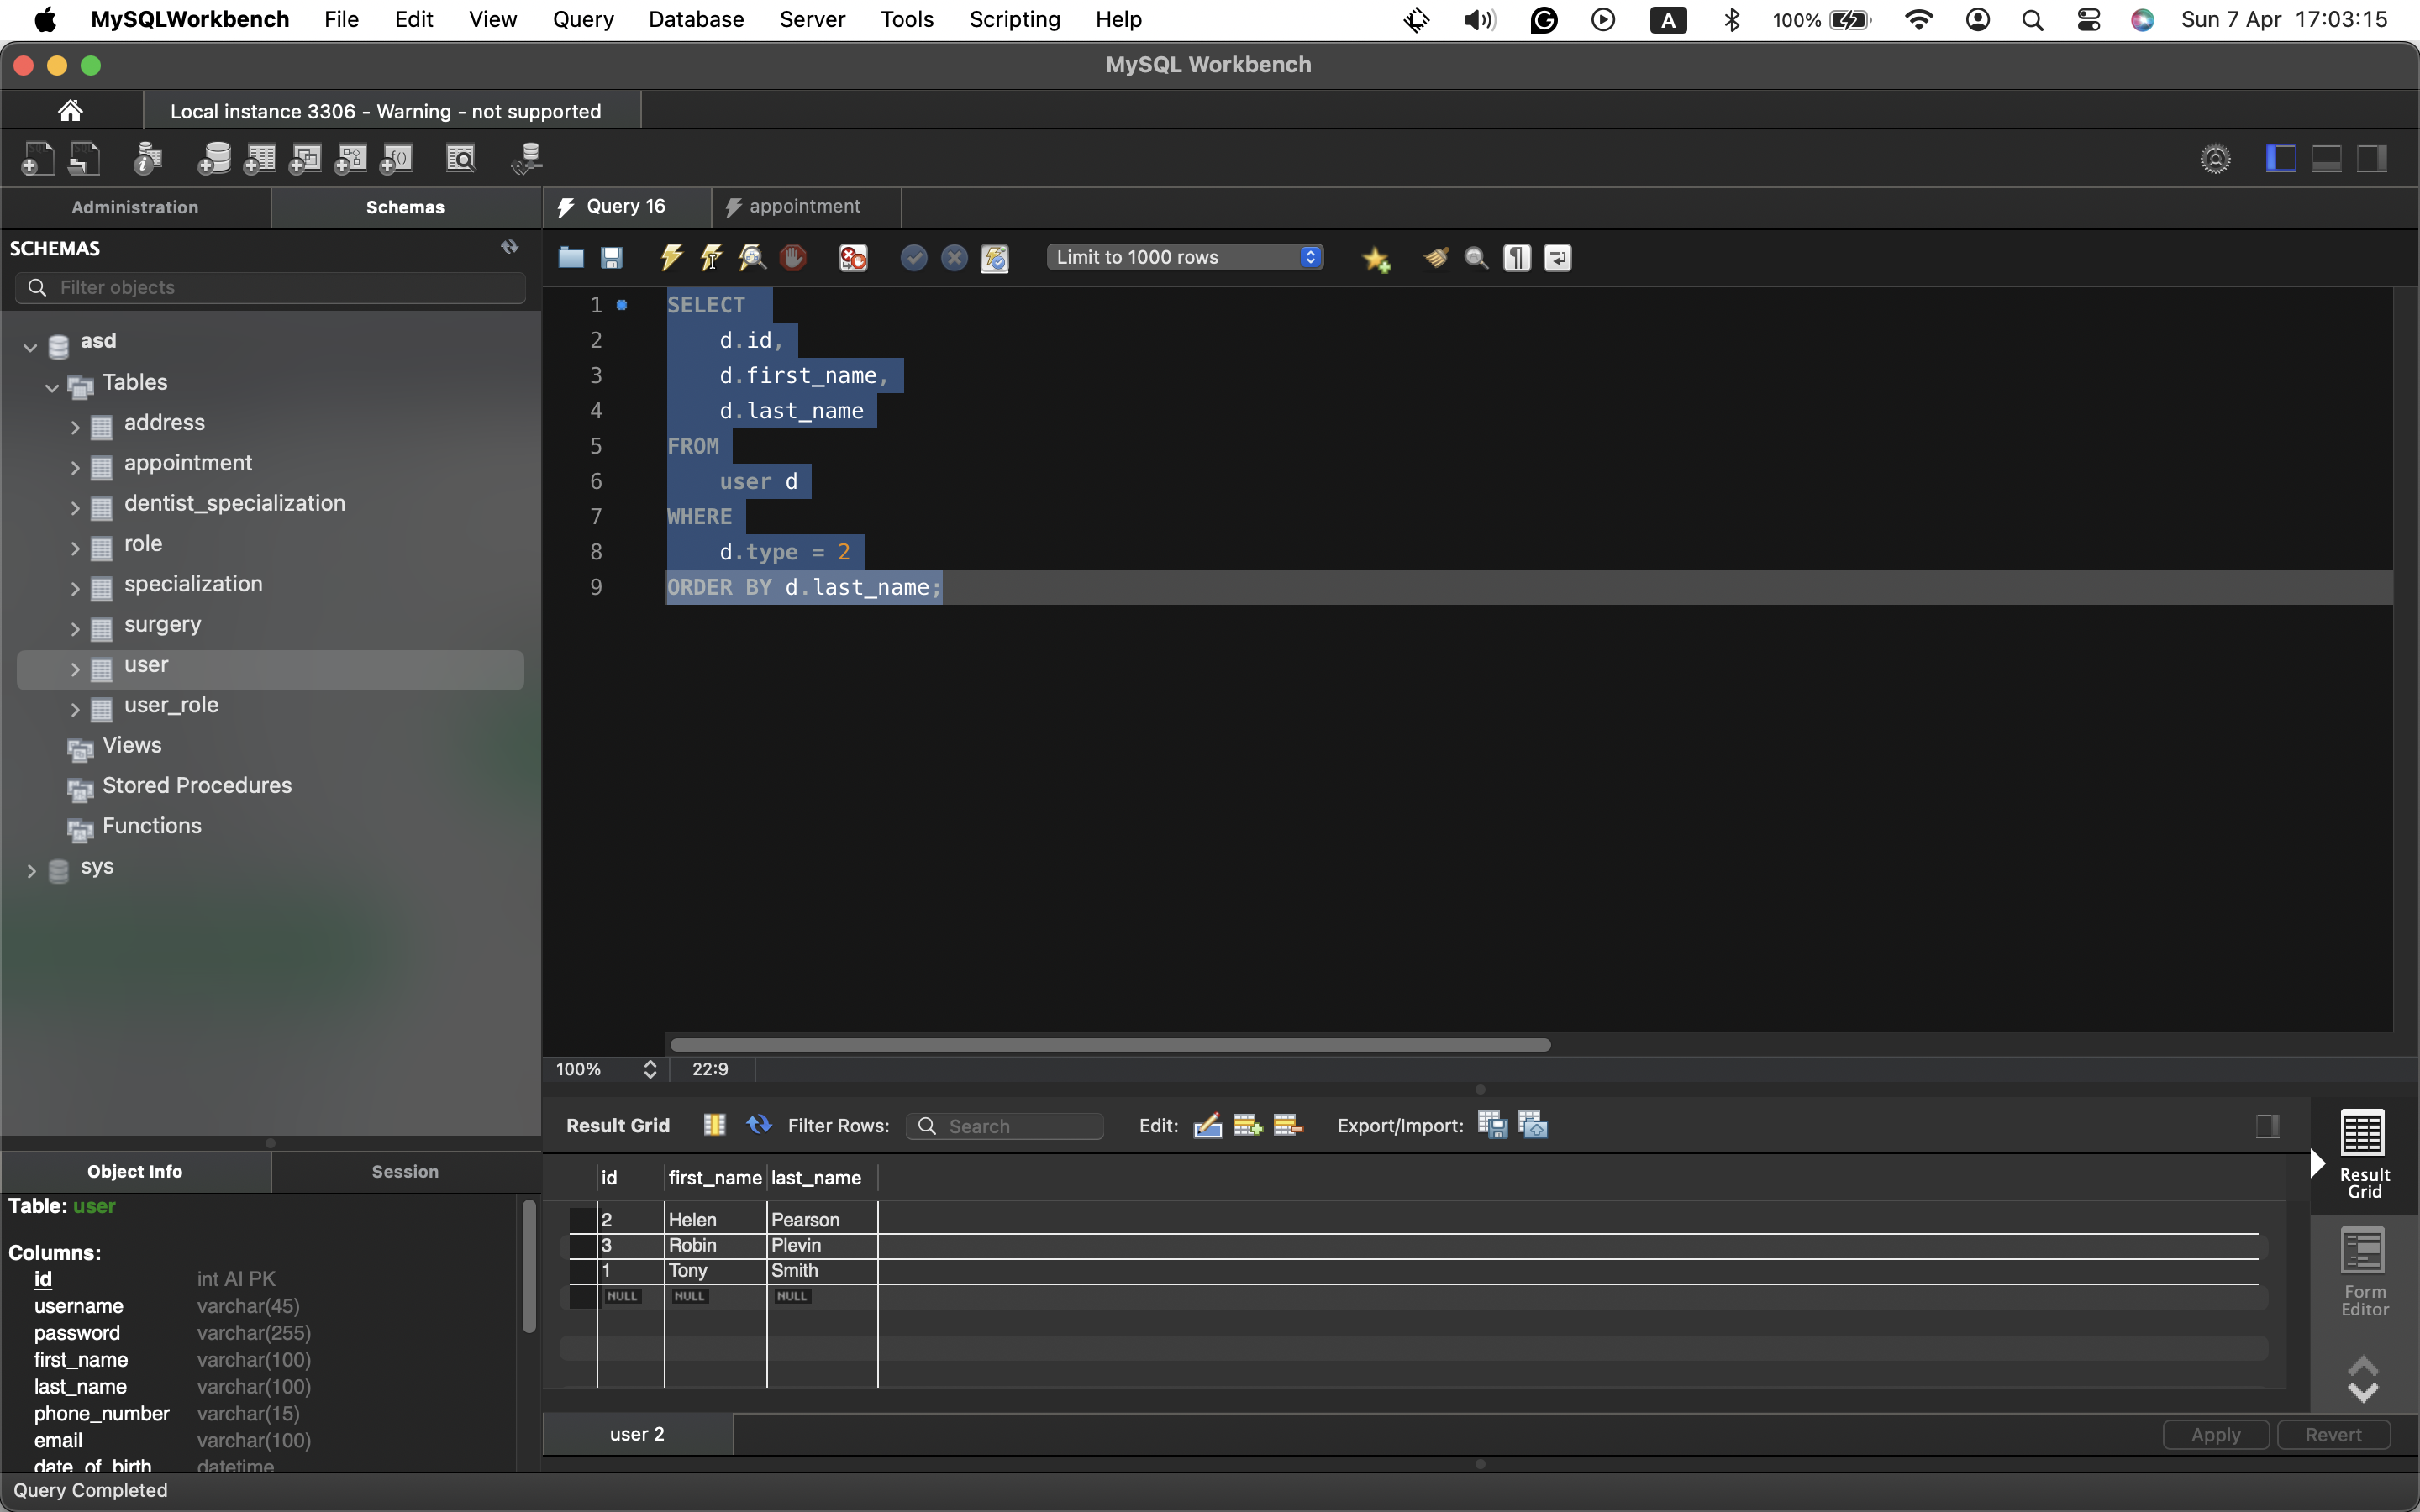 MySQLWorkbench File Edit View Query Database Server Tools Scripting Help A 100% Sun 7 Apr 17:03:15
MySQL Workbench
Local instance 3306 - Warning - not supported
Administration Schemas
Query 16 appointment
SCHEMAS
Limit to 1000 rows
Filter objects
asd
Tables
address
appointment
dentist_specialization
role
specialization
surgery
user
user_role
Views
Stored Procedures
Functions
sys
1 SELECT
2 d.id,
3 d.first_name,
4 d.last_name
5 FROM
6 user d
7 WHERE
8 d.type = 2
9 ORDER BY d.last_name;
100% 22:9
Result Grid Filter Rows: Search Edit: Export/Import:
id first_name last_name
2 Helen Pearson
3 Robin Plevin
1 Tony Smith
NULL NULL NULL
Result
Grid
Form
Editor
user 2
Apply Revert
Object Info Session
Table: user
Columns:
id int AI PK
username varchar(45)
password varchar(255)
first_name varchar(100)
last_name varchar(100)
phone_number varchar(15)
email varchar(100)
date_of_birth datetime
Query Completed